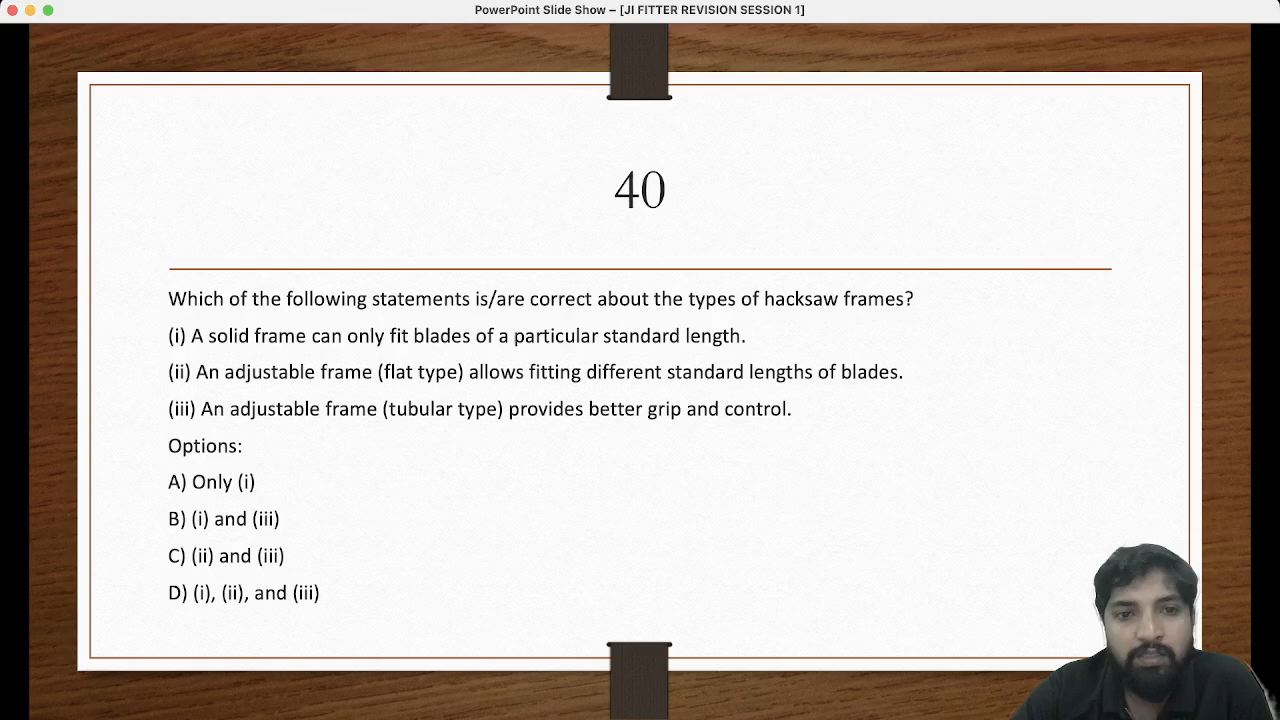 PowerPoint Slide Show – [JI FITTER REVISION SESSION 1]
40
Which of the following statements is/are correct about the types of hacksaw frames?
(i) A solid frame can only fit blades of a particular standard length.
(ii) An adjustable frame (flat type) allows fitting different standard lengths of blades.
(iii) An adjustable frame (tubular type) provides better grip and control.
Options:
A) Only (i)
B) (i) and (iii)
C) (ii) and (iii)
D) (i), (ii), and (iii)